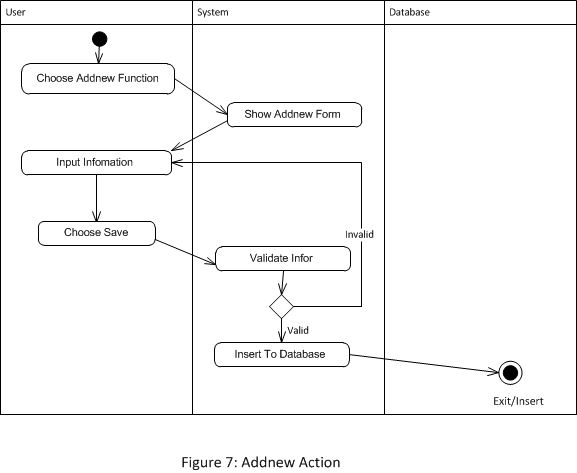 User
System
Database
Choose Addnew Function
Show Addnew Form
Input Infomation
Choose Save
Invalid
Validate Infor
Valid
Insert To Database
Exit/Insert
Figure 7: Addnew Action